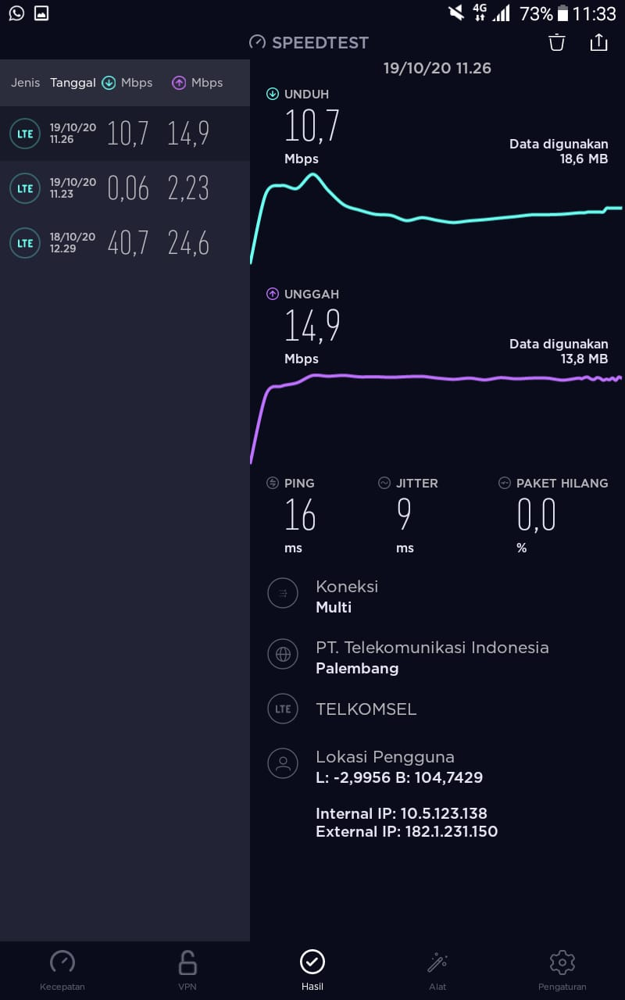 4G 73% 11:33
SPEEDTEST
Jenis Tanggal Mbps Mbps
LTE 19/10/20 11.26 10,7 14,9
LTE 19/10/20 11.23 0,06 2,23
LTE 18/10/20 12.29 40,7 24,6
19/10/20 11.26
UNDUH
10,7
Mbps
Data digunakan
18,6 MB
UNGGAH
14,9
Mbps
Data digunakan
13,8 MB
PING JITTER PAKET HILANG
16 9 0,0
ms ms %
Koneksi
Multi
PT. Telekomunikasi Indonesia
Palembang
LTE TELKOMSEL
Lokasi Pengguna
L: -2,9956 B: 104,7429
Internal IP: 10.5.123.138
External IP: 182.1.231.150
Kecepatan VPN Hasil Alat Pengaturan